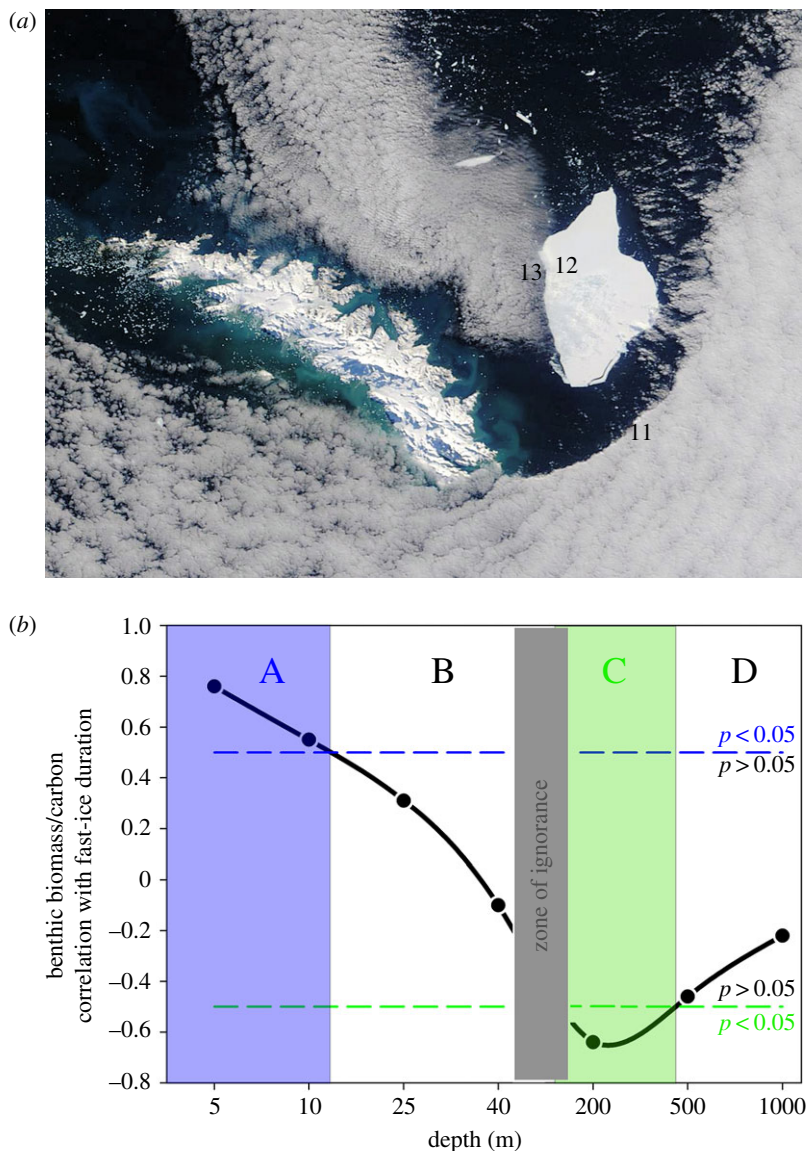 (a)
13 12
11
(b)
1.0
0.8
0.6
0.4
0.2
0
–0.2
–0.4
–0.6
–0.8
benthic biomass/carbon
correlation with fast-ice duration
A
B
C
D
zone of ignorance
p < 0.05
p > 0.05
p > 0.05
p < 0.05
5 10 25 40 200 500 1000
depth (m)